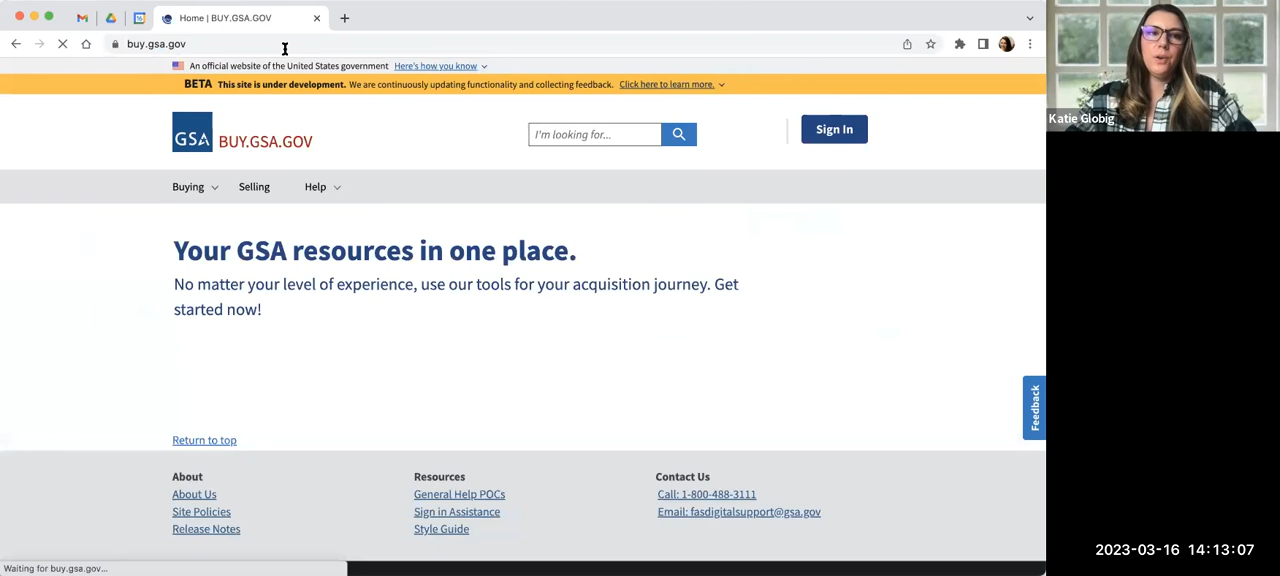 Home | BUY.GSA.GOV
buy.gsa.gov
An official website of the United States government Here's how you know
BETA This site is under development. We are continuously updating functionality and collecting feedback. Click here to learn more.
GSA BUY.GSA.GOV
I'm looking for...
Sign In
Buying Selling Help
Your GSA resources in one place.
No matter your level of experience, use our tools for your acquisition journey. Get
started now!
Feedback
Return to top
About Resources Contact Us
About Us General Help POCs Call: 1-800-488-3111
Site Policies Sign in Assistance Email: fasdigitalsupport@gsa.gov
Release Notes Style Guide
Waiting for buy.gsa.gov...
Katie Globig
2023-03-16 14:13:07